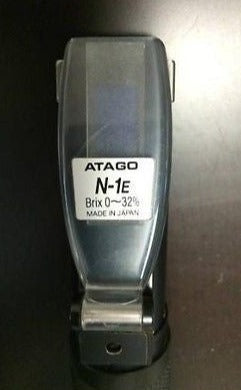 ATAGO
N-1E
Brix 0〜32%
MADE IN JAPAN